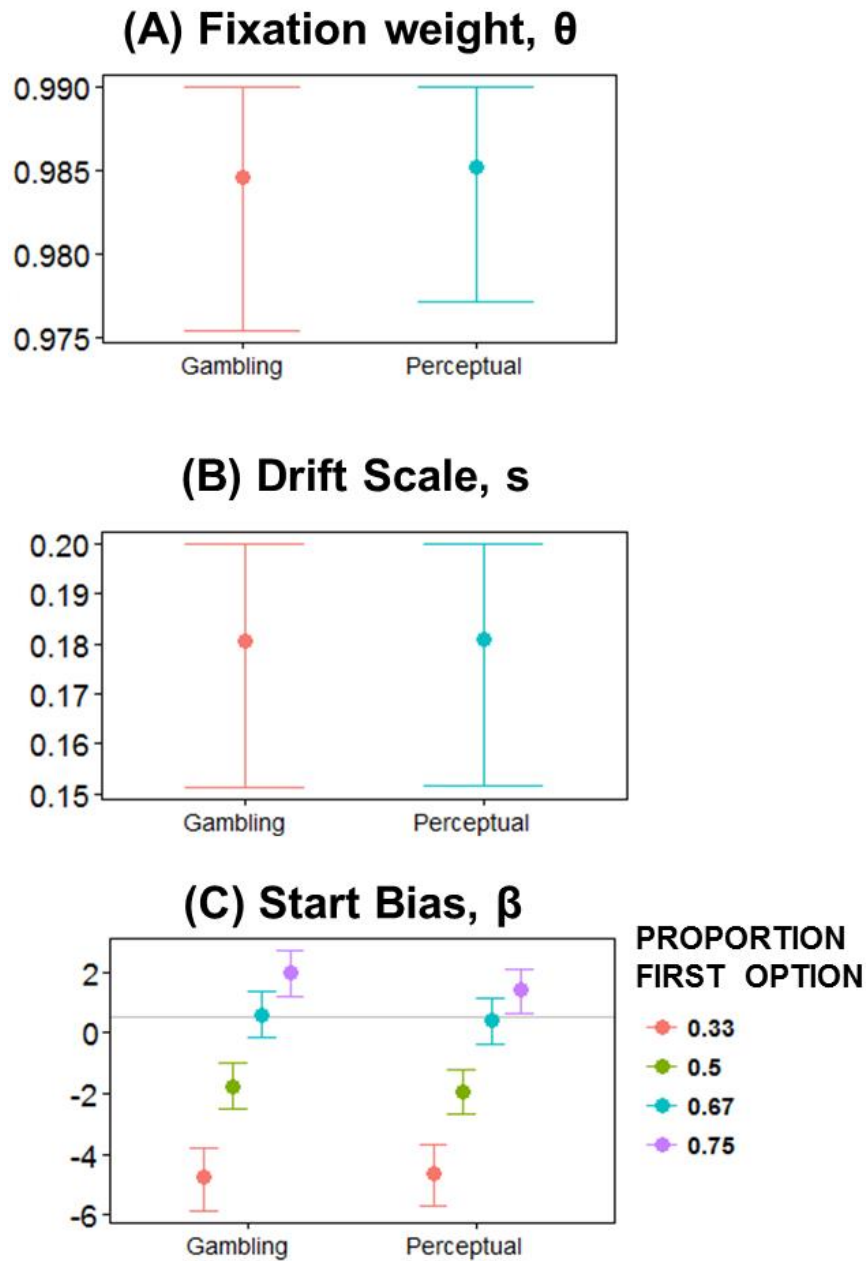 (A) Fixation weight, θ
0.990
0.985
0.980
0.975
Gambling Perceptual
(B) Drift Scale, s
0.20
0.19
0.18
0.17
0.16
0.15
Gambling Perceptual
(C) Start Bias, β
2
0
-2
-4
-6
Gambling Perceptual
PROPORTION
FIRST OPTION
0.33
0.5
0.67
0.75